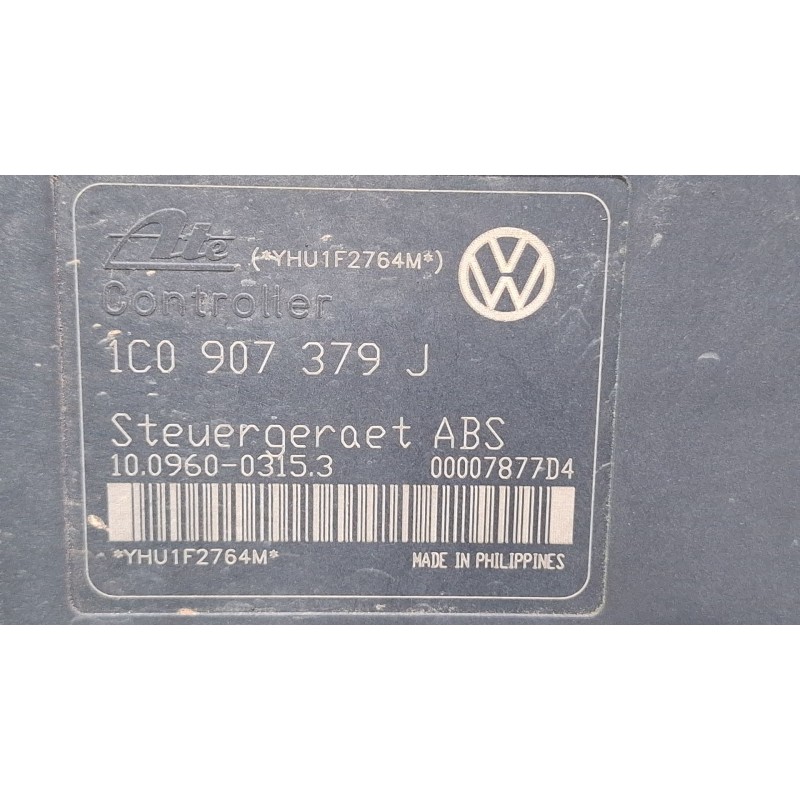 Ate (*YHU1F2764M*)
Controller
1C0 907 379 J
Steuergeraet ABS
10.0960-0315.3 00007877D4
*YHU1F2764M* MADE IN PHILIPPINES